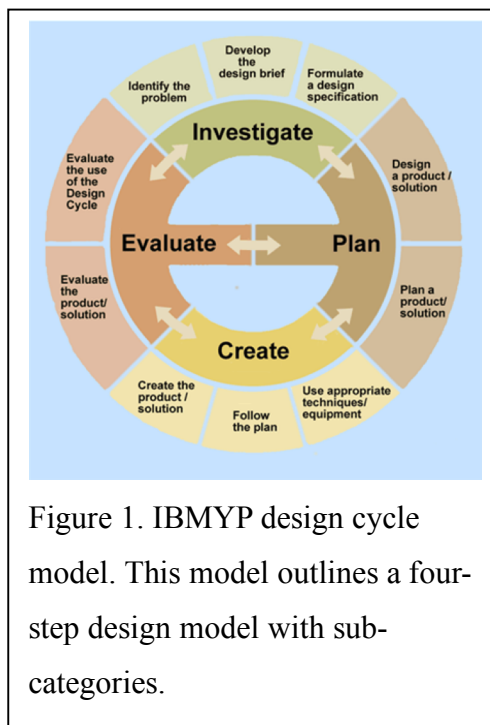 Develop
the
design brief
Identify the
problem
Formulate
a design
specification
Investigate
Evaluate
the use
of the
Design
Cycle
Design
a product /
solution
Evaluate
Plan
Evaluate
the
product/
solution
Plan a
product/
solution
Create
Create the
product /
solution
Follow
the plan
Use appropriate
techniques/
equipment
Figure 1. IBMYP design cycle
model. This model outlines a four-
step design model with sub-
categories.